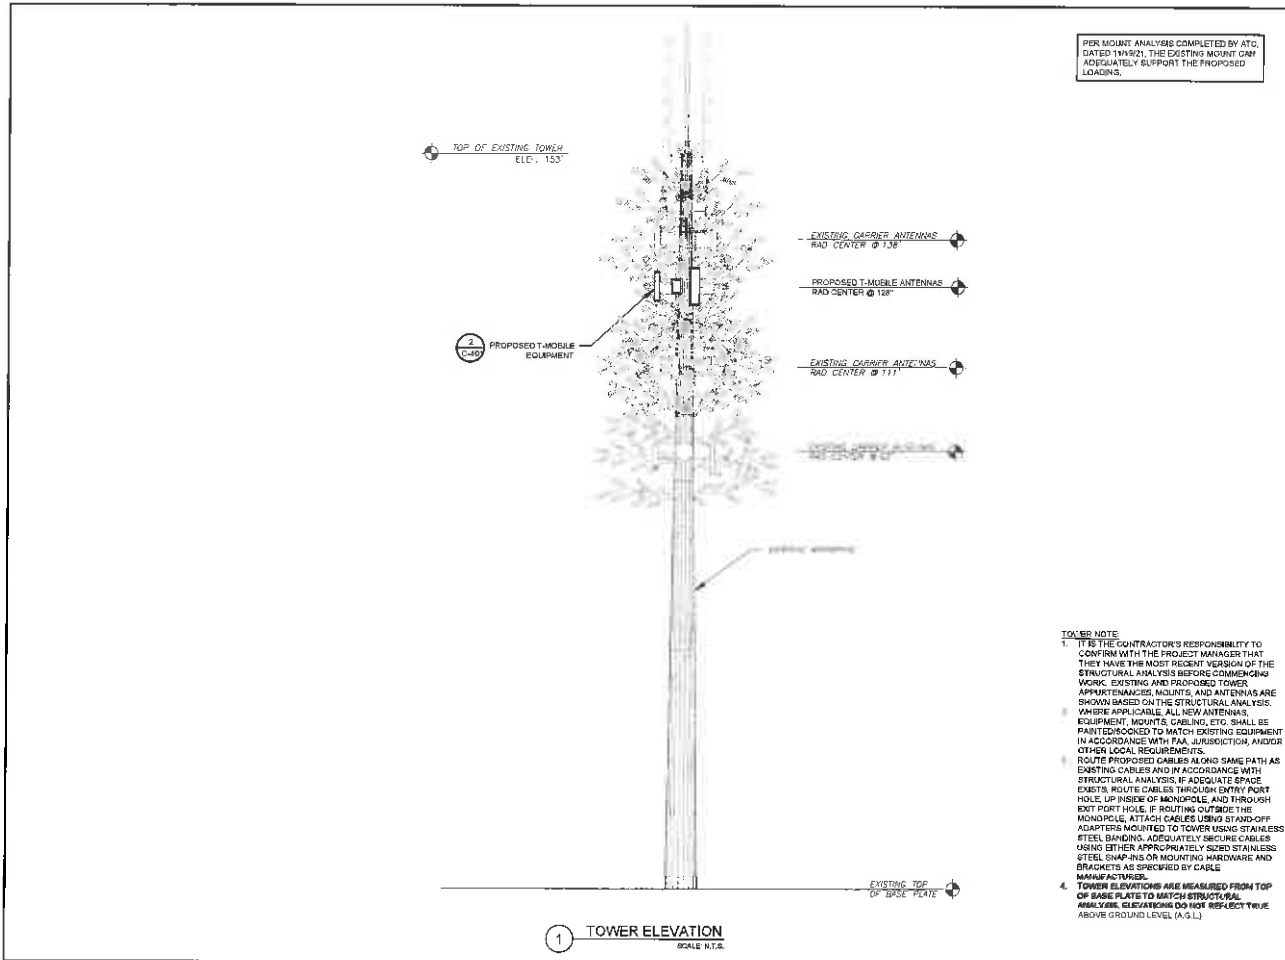 PER MOUNT ANALYSIS COMPLETED BY ATC,
DATED 11/19/21, THE EXISTING MOUNT CAN
ADEQUATELY SUPPORT THE PROPOSED
LOADING.
TOP OF EXISTING TOWER
ELEV. 153'
EXISTING CARRIER ANTENNAS
RAD CENTER @ 138'
PROPOSED T-MOBILE ANTENNAS
RAD CENTER @ 128'
2
C-401
PROPOSED T-MOBILE
EQUIPMENT
EXISTING CARRIER ANTENNAS
RAD CENTER @ 111'
EXISTING CARRIER ANTENNAS
RAD CENTER @
EXISTING MONOPOLE
TOWER NOTE:
1. IT IS THE CONTRACTOR'S RESPONSIBILITY TO
CONFIRM WITH THE PROJECT MANAGER THAT
THEY HAVE THE MOST RECENT VERSION OF THE
STRUCTURAL ANALYSIS BEFORE COMMENCING
WORK. EXISTING AND PROPOSED TOWER
APPURTENANCES, MOUNTS, AND ANTENNAS ARE
SHOWN BASED ON THE STRUCTURAL ANALYSIS.
WHERE APPLICABLE, ALL NEW ANTENNAS,
EQUIPMENT, MOUNTS, CABLING, ETC. SHALL BE
PAINTED/SOCKED TO MATCH EXISTING EQUIPMENT
IN ACCORDANCE WITH FAA, JURISDICTION, AND/OR
OTHER LOCAL REQUIREMENTS.
ROUTE PROPOSED CABLES ALONG SAME PATH AS
EXISTING CABLES AND IN ACCORDANCE WITH
STRUCTURAL ANALYSIS. IF ADEQUATE SPACE
EXISTS, ROUTE CABLES THROUGH ENTRY PORT
HOLE, UP INSIDE OF MONOPOLE, AND THROUGH
EXIT PORT HOLE. IF ROUTING OUTSIDE THE
MONOPOLE, ATTACH CABLES USING STAND-OFF
ADAPTERS MOUNTED TO TOWER USING STAINLESS
STEEL BANDING. ADEQUATELY SECURE CABLES
USING EITHER APPROPRIATELY SIZED STAINLESS
STEEL SNAP-INS OR MOUNTING HARDWARE AND
BRACKETS AS SPECIFIED BY CABLE
MANUFACTURER.
4. TOWER ELEVATIONS ARE MEASURED FROM TOP
OF BASE PLATE TO MATCH STRUCTURAL
ANALYSIS, ELEVATIONS DO NOT REFLECT TRUE
ABOVE GROUND LEVEL (A.G.L.)
EXISTING TOP
OF BASE PLATE
1
TOWER ELEVATION
SCALE: N.T.S.